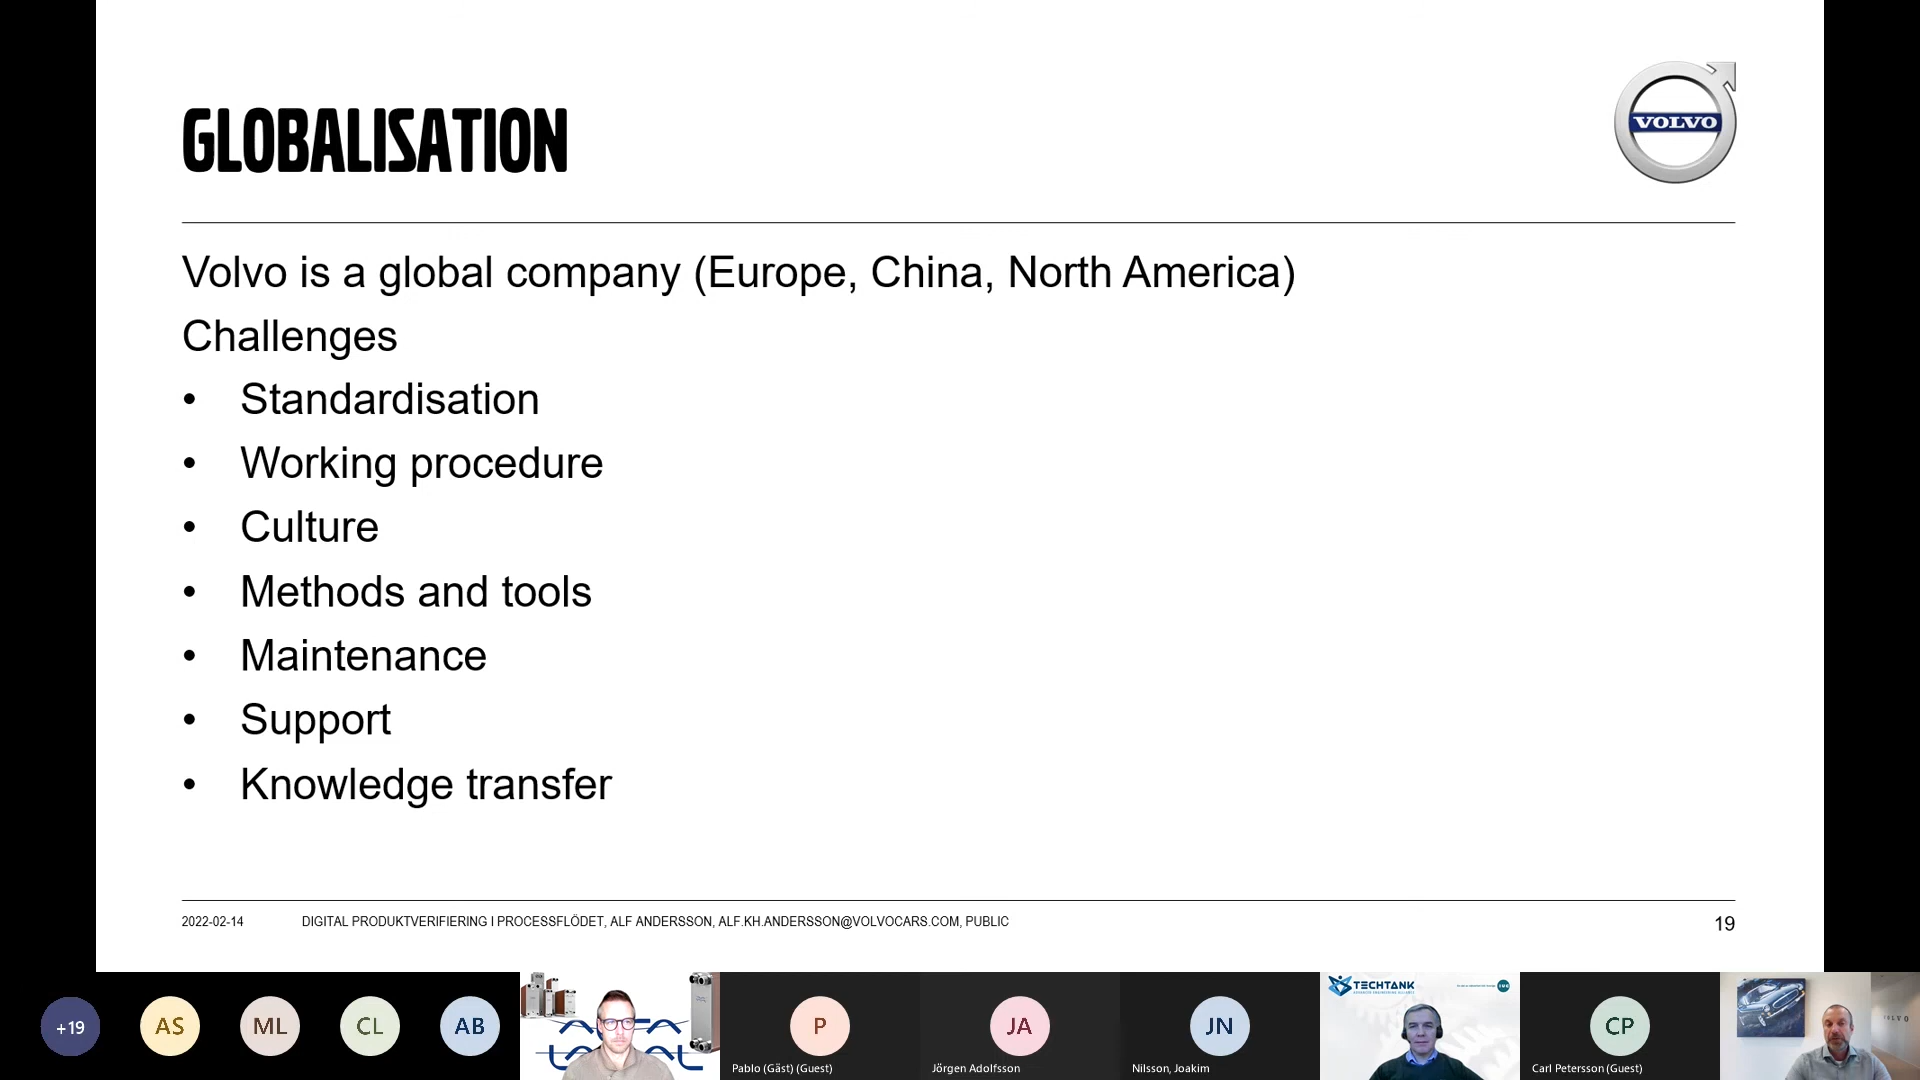 GLOBALISATION
VOLVO
Volvo is a global company (Europe, China, North America)
Challenges
• Standardisation
• Working procedure
• Culture
• Methods and tools
• Maintenance
• Support
• Knowledge transfer
2022-02-14 DIGITAL PRODUKTVERIFIERING I PROCESSFLÖDET, ALF ANDERSSON, ALF.KH.ANDERSSON@VOLVOCARS.COM, PUBLIC 19
+19 AS ML CL AB P JA JN CP
TECHTANK
VOLVO
Pablo (Gäst) (Guest) Jörgen Adolfsson Nilsson, Joakim Carl Petersson (Guest)